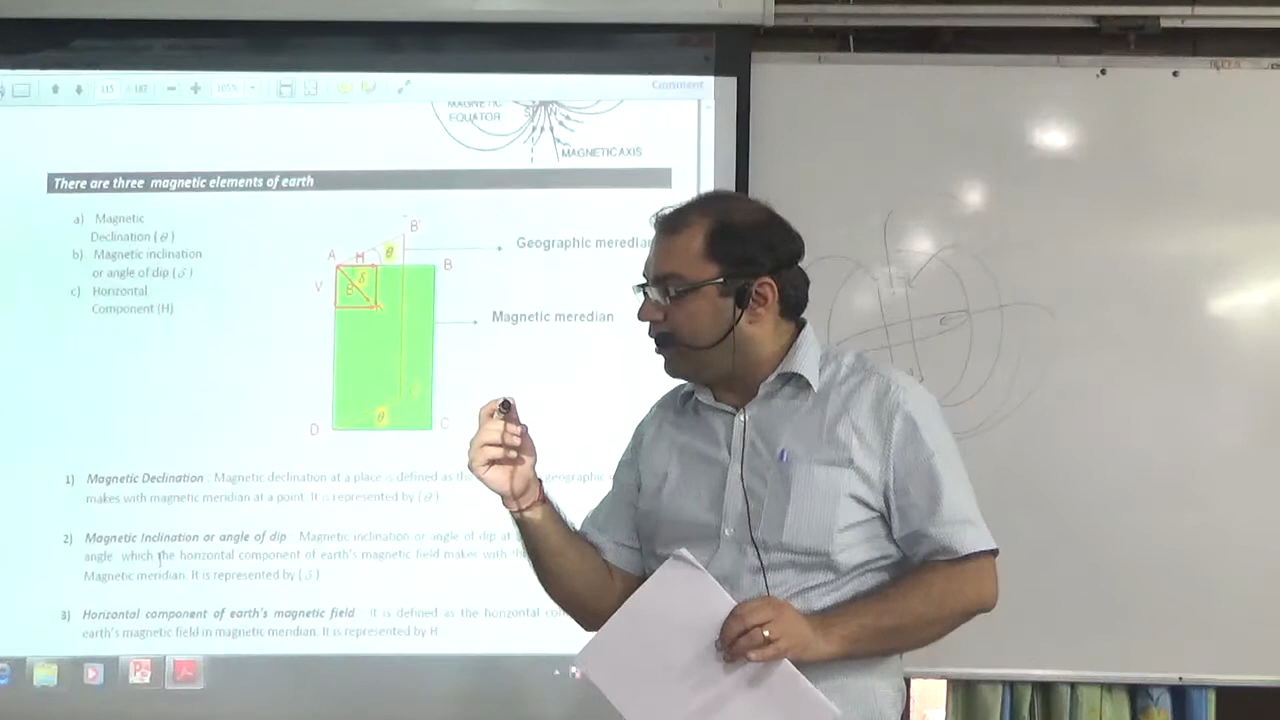 115 / 187
105%
Comment
MAGNETIC
EQUATOR
S
MAGNETIC AXIS
There are three magnetic elements of earth
a) Magnetic
Declination (θ)
b) Magnetic inclination
or angle of dip (δ)
c) Horizontal
Component (H)
B'
A H θ
Geographic meredian
B
V B δ
K
Magnetic meredian
θ
D C
1) Magnetic Declination : Magnetic declination at a place is defined as the geographic
makes with magnetic meridian at a point. It is represented by (θ)
2) Magnetic Inclination or angle of dip Magnetic inclination or angle of dip at
angle which the horizontal component of earth's magnetic field makes with the
Magnetic meridian. It is represented by (δ)
3) Horizontal component of earth's magnetic field It is defined as the horizontal
earth's magnetic field in magnetic meridian. It is represented by H